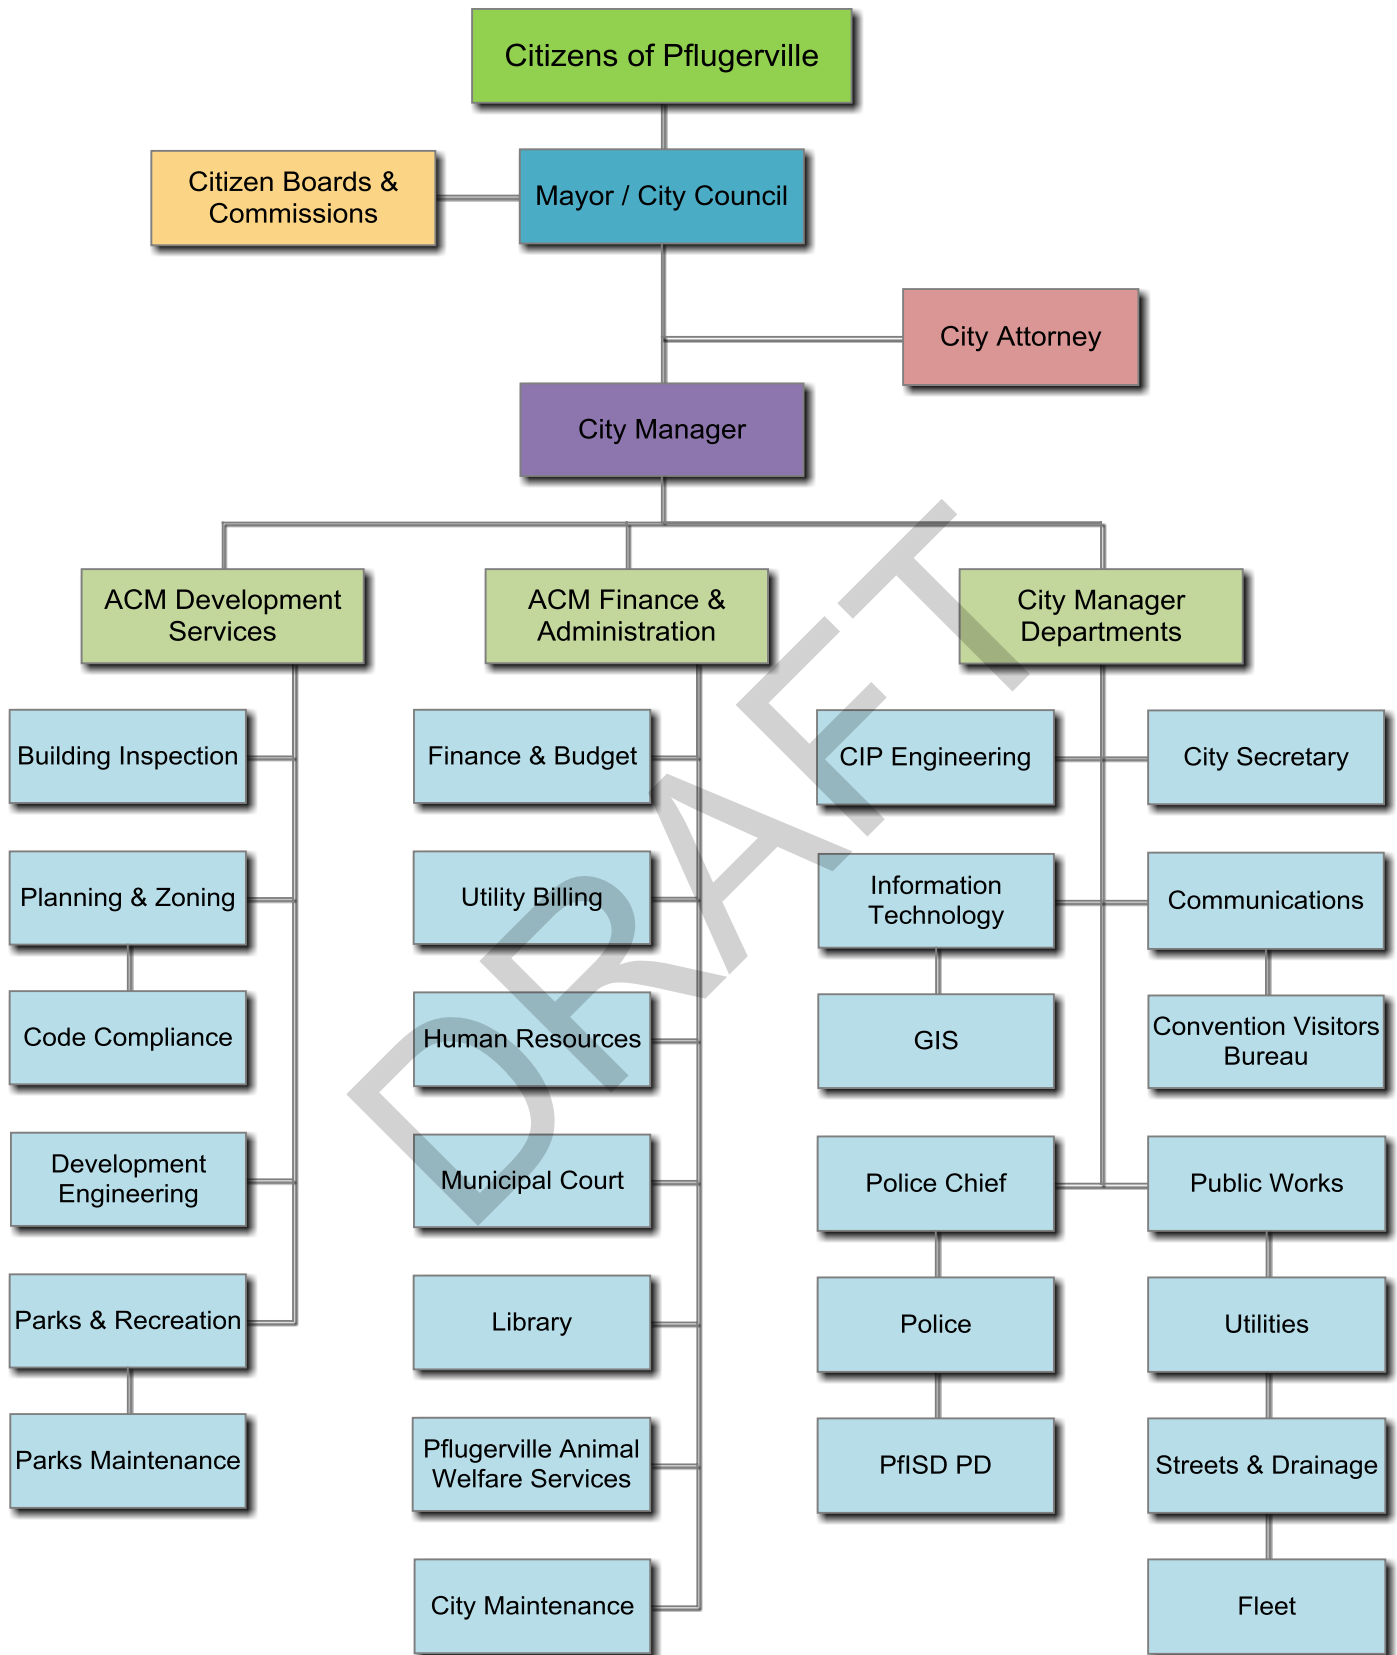 Citizens of Pflugerville
Citizen Boards &
Commissions
Mayor / City Council
City Attorney
City Manager
ACM Development
Services
ACM Finance &
Administration
City Manager
Departments
Building Inspection
Finance & Budget
CIP Engineering
City Secretary
Planning & Zoning
Utility Billing
Information
Technology
Communications
Code Compliance
Human Resources
GIS
Convention Visitors
Bureau
Development
Engineering
Municipal Court
Police Chief
Public Works
Parks & Recreation
Library
Police
Utilities
Parks Maintenance
Pflugerville Animal
Welfare Services
PfISD PD
Streets & Drainage
City Maintenance
Fleet
DRAFT